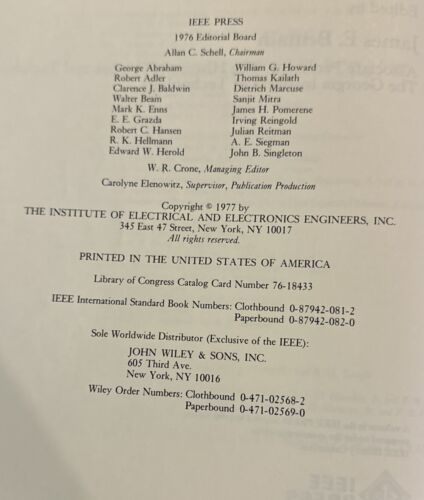 IEEE PRESS
1976 Editorial Board
Allan C. Schell, Chairman
George Abraham
Robert Adler
Clarence J. Baldwin
Walter Beam
Mark K. Enns
E. E. Grazda
Robert C. Hansen
R. K. Hellmann
Edward W. Herold
William G. Howard
Thomas Kailath
Dietrich Marcuse
Sanjit Mitra
James H. Pomerene
Irving Reingold
Julian Reitman
A. E. Siegman
John B. Singleton
W. R. Crone, Managing Editor
Carolyne Elenowitz, Supervisor, Publication Production
Copyright © 1977 by
THE INSTITUTE OF ELECTRICAL AND ELECTRONICS ENGINEERS, INC.
345 East 47 Street, New York, NY 10017
All rights reserved.
PRINTED IN THE UNITED STATES OF AMERICA
Library of Congress Catalog Card Number 76-18433
IEEE International Standard Book Numbers: Clothbound 0-87942-081-2
Paperbound 0-87942-082-0
Sole Worldwide Distributor (Exclusive of the IEEE):
JOHN WILEY & SONS, INC.
605 Third Ave.
New York, NY 10016
Wiley Order Numbers: Clothbound 0-471-02568-2
Paperbound 0-471-02569-0